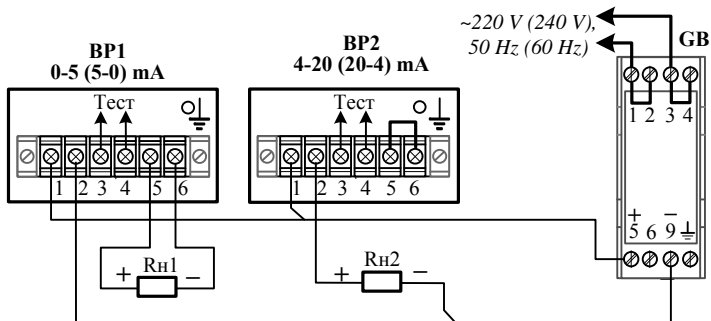 ~220 V (240 V),
50 Hz (60 Hz)
GB
BP1
0-5 (5-0) mA
BP2
4-20 (20-4) mA
Тест
Тест
1 2 3 4 5 6
1 2 3 4 5 6
1 2 3 4
+ −
5 6 9
+ Rн1 −
+ Rн2 −